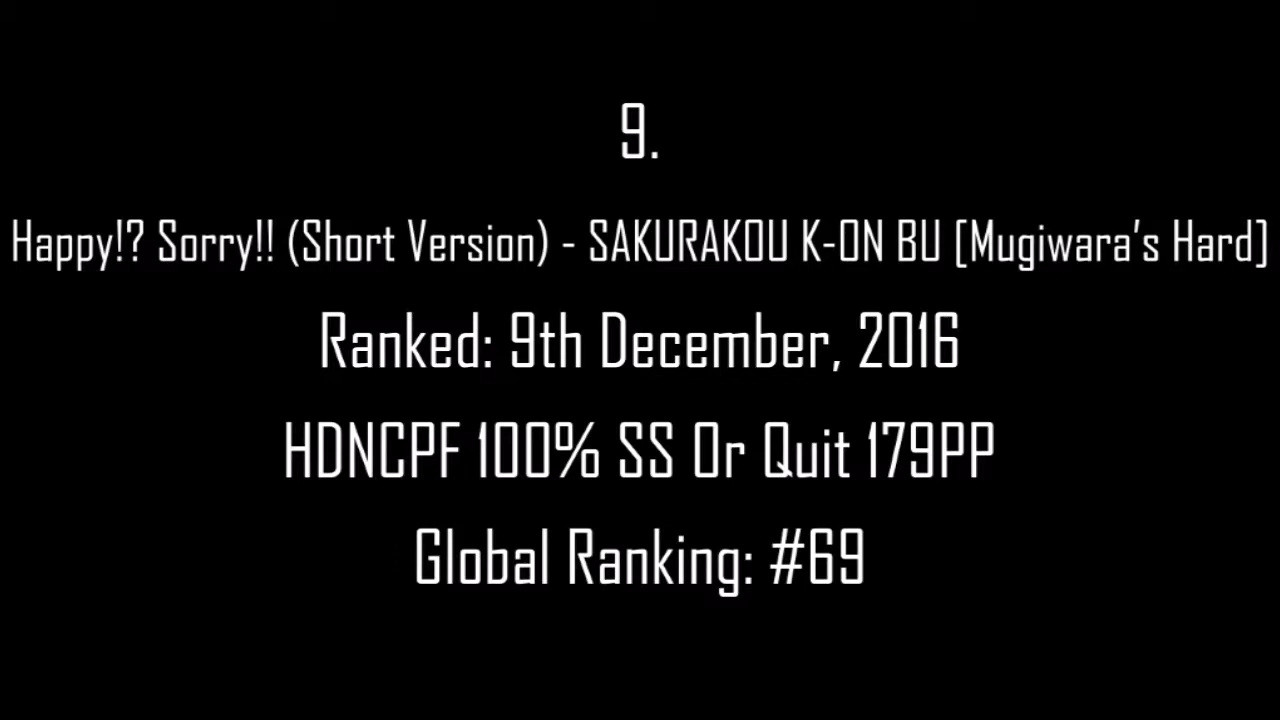 9.
Happy!? Sorry!! (Short Version) - SAKURAKOU K-ON BU [Mugiwara's Hard]
Ranked: 9th December, 2016
HDNCPF 100% SS Or Quit 179PP
Global Ranking: #69